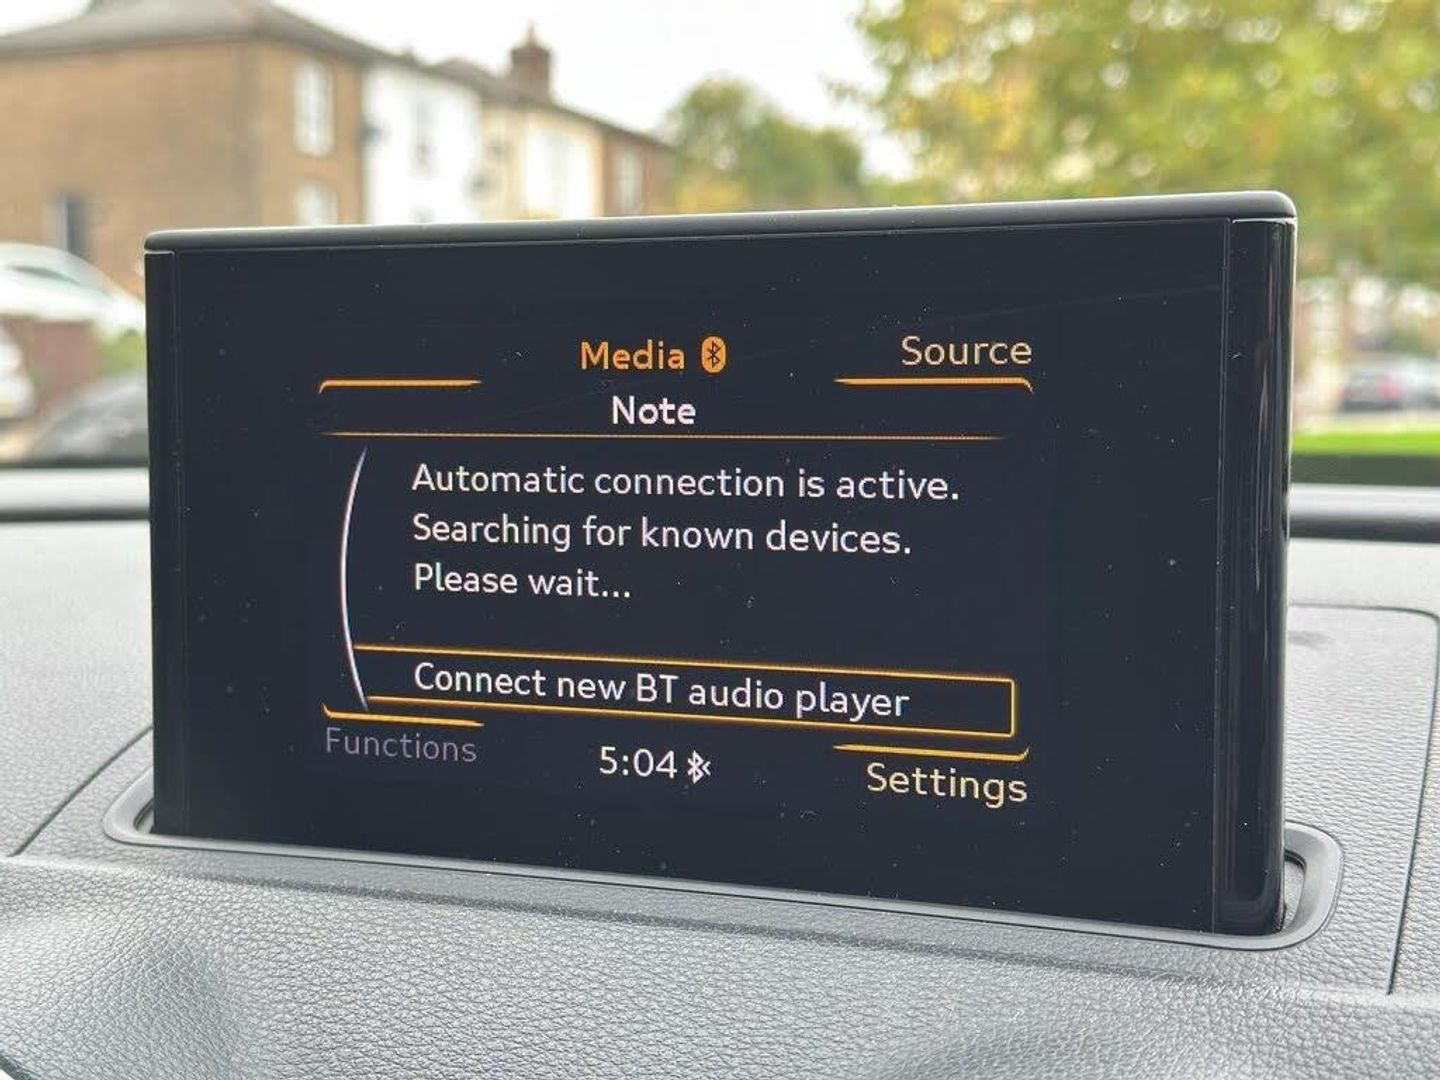 Media
Source
Note
Automatic connection is active.
Searching for known devices.
Please wait...
Connect new BT audio player
Functions
5:04
Settings